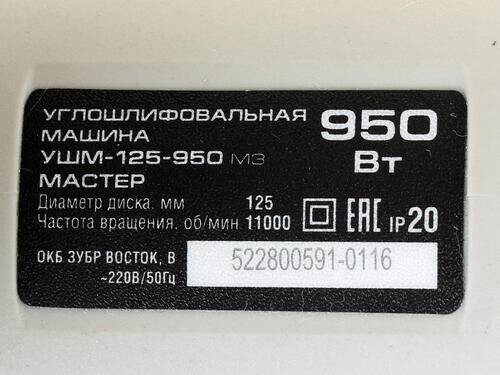 УГЛОШЛИФОВАЛЬНАЯ
МАШИНА
УШМ-125-950 М3
МАСТЕР
950
Вт
Диаметр диска. мм 125
Частота вращения. об/мин 11000
EAC IP20
ОКБ ЗУБР ВОСТОК, В
~220В/50Гц
522800591-0116